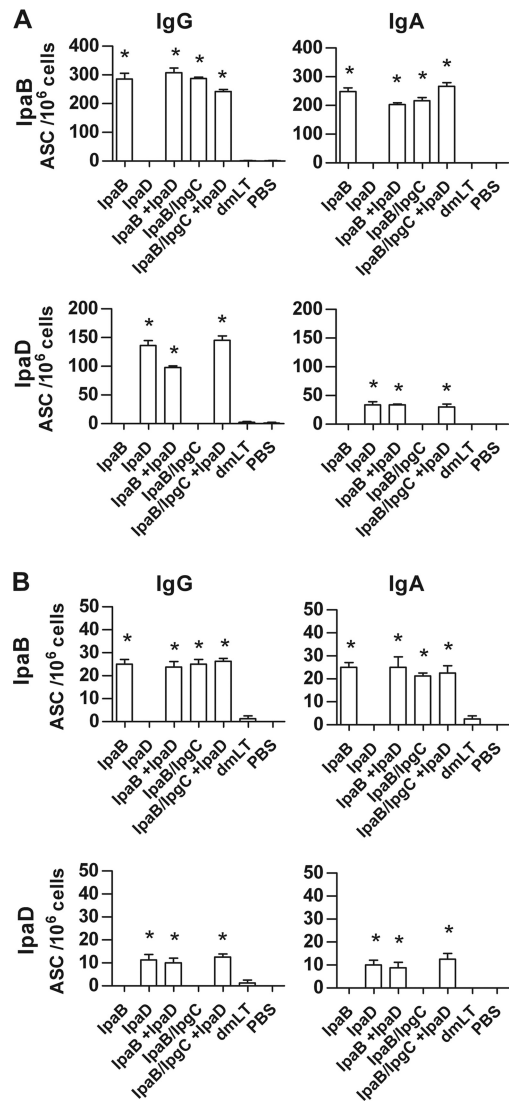 A
IgG
IgA
IpaB
ASC /10^6 cells
400
300
200
100
0
IpaB
IpaD
IpaB +IpaD
IpaB/IpgC
IpaB/IpgC +IpaD
dmLT
PBS
* * * *
400
300
200
100
0
IpaB
IpaD
IpaB +IpaD
IpaB/IpgC
IpaB/IpgC +IpaD
dmLT
PBS
* * * *
IpaD
ASC /10^6 cells
200
150
100
50
0
IpaB
IpaD
IpaB +IpaD
IpaB/IpgC
IpaB/IpgC +IpaD
dmLT
PBS
* * *
200
150
100
50
0
IpaB
IpaD
IpaB +IpaD
IpaB/IpgC
IpaB/IpgC +IpaD
dmLT
PBS
* * *
B
IgG
IgA
IpaB
ASC /10^6 cells
50
40
30
20
10
0
IpaB
IpaD
IpaB +IpaD
IpaB/IpgC
IpaB/IpgC +IpaD
dmLT
PBS
* * * *
50
40
30
20
10
0
IpaB
IpaD
IpaB +IpaD
IpaB/IpgC
IpaB/IpgC +IpaD
dmLT
PBS
* * * *
IpaD
ASC /10^6 cells
50
40
30
20
10
0
IpaB
IpaD
IpaB +IpaD
IpaB/IpgC
IpaB/IpgC +IpaD
dmLT
PBS
* * *
50
40
30
20
10
0
IpaB
IpaD
IpaB +IpaD
IpaB/IpgC
IpaB/IpgC +IpaD
dmLT
PBS
* * *